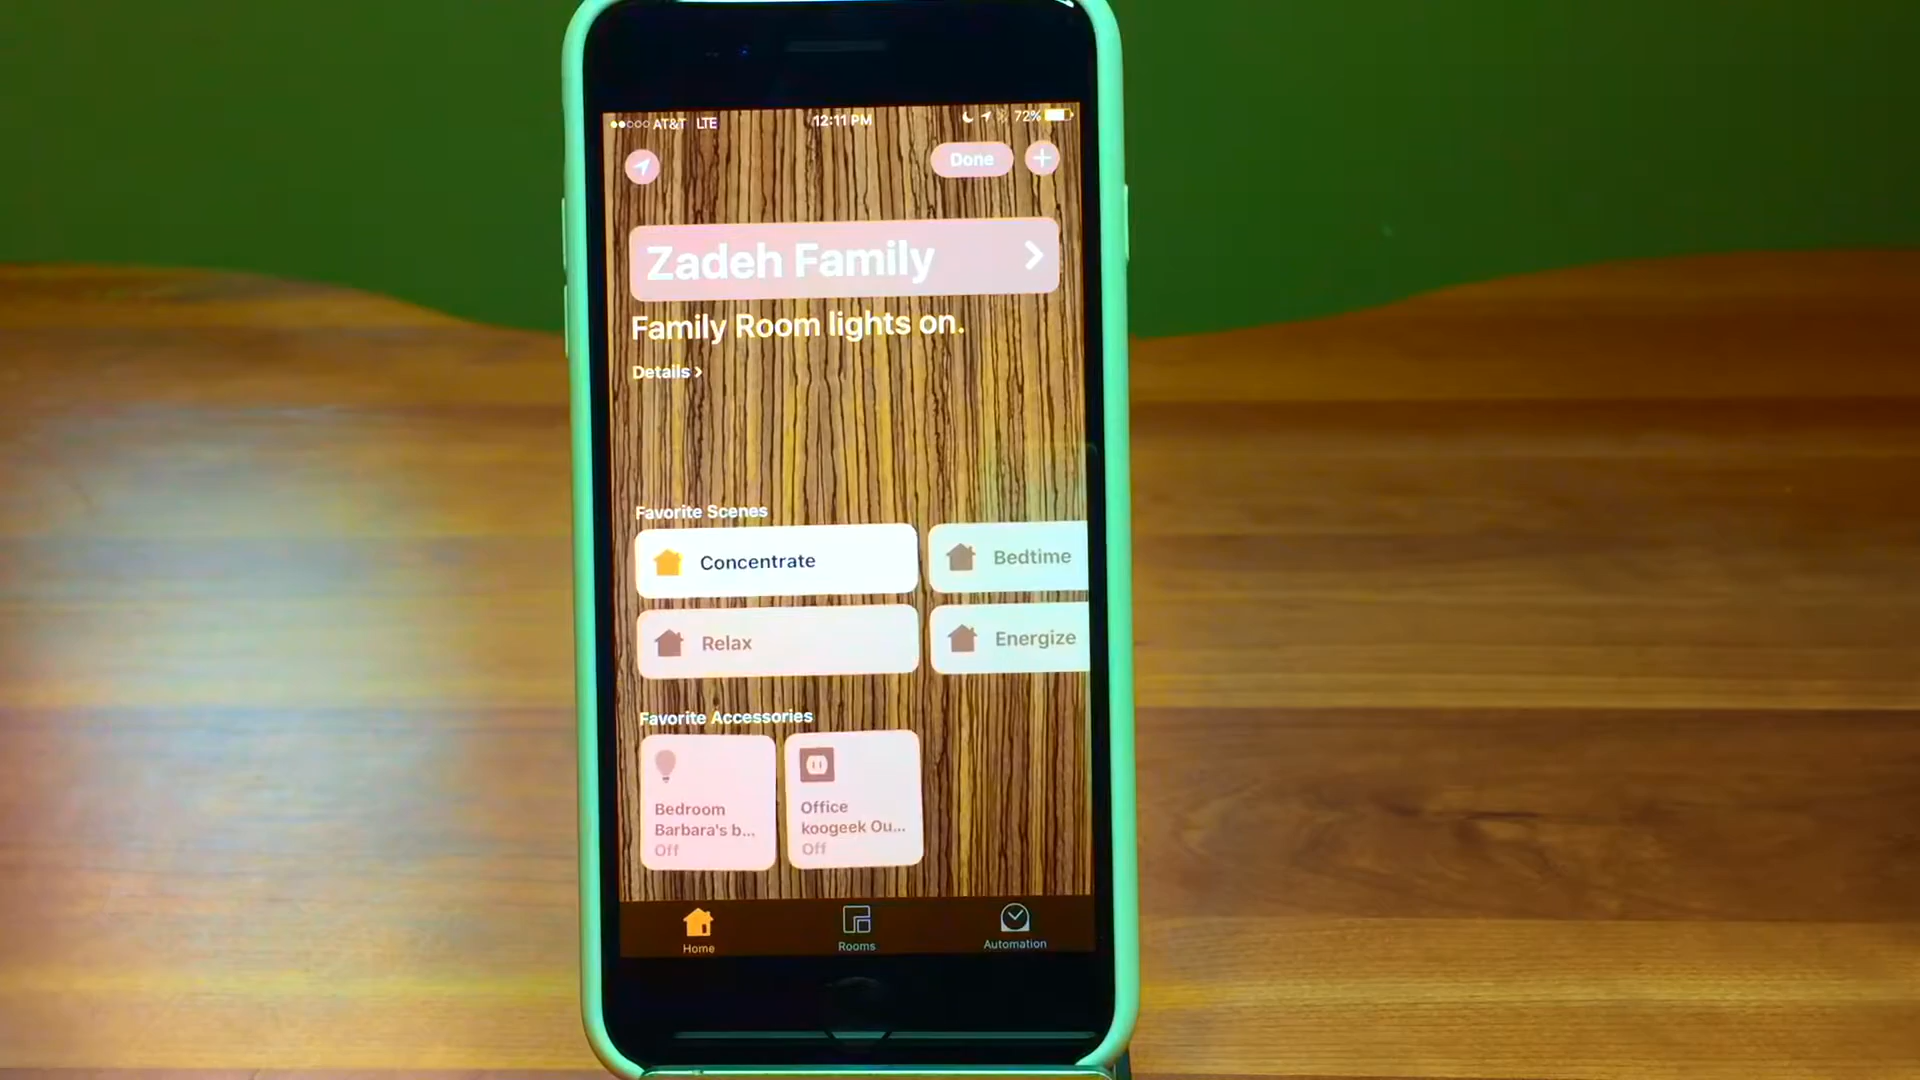 AT&T LTE 12:11 PM 72%
Done
Zadeh Family
Family Room lights on.
Details
Favorite Scenes
Concentrate
Bedtime
Relax
Energize
Favorite Accessories
Bedroom
Barbara's b...
Off
Office
koogeek Ou...
Off
Home
Rooms
Automation